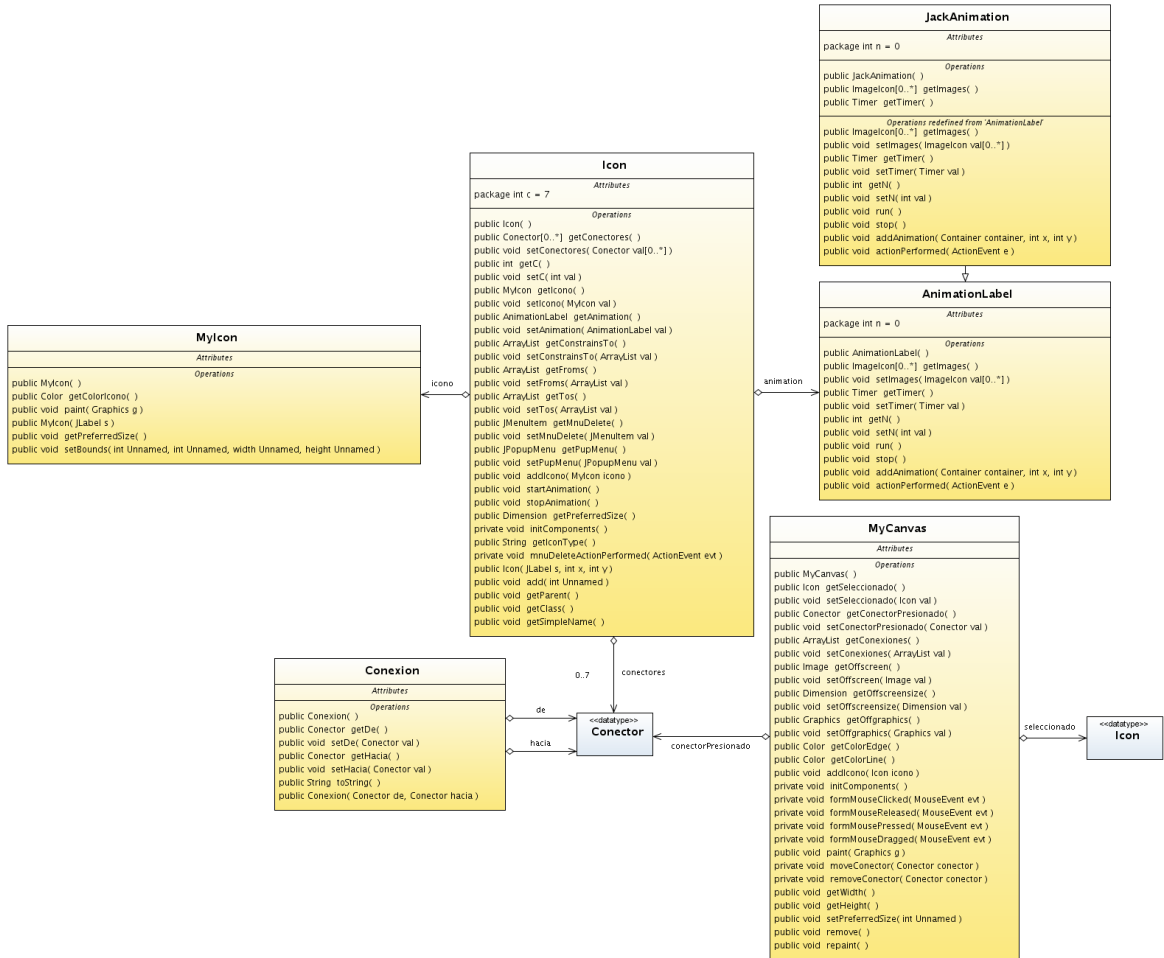 JackAnimation
Attributes
package int n = 0
Operations
public JackAnimation( )
public ImageIcon[0..*] getImages( )
public Timer getTimer( )
Operations redefined from 'AnimationLabel'
public ImageIcon[0..*] getImages( )
public void setImages( ImageIcon val[0..*] )
public Timer getTimer( )
public void setTimer( Timer val )
public int getN( )
public void setN( int val )
public void run( )
public void stop( )
public void addAnimation( Container container, int x, int y )
public void actionPerformed( ActionEvent e )
Icon
Attributes
package int c = 7
Operations
public Icon( )
public Conector[0..*] getConectores( )
public void setConectores( Conector val[0..*] )
public int getC( )
public void setC( int val )
public MyIcon getIcono( )
public void setIcono( MyIcon val )
public AnimationLabel getAnimation( )
public void setAnimation( AnimationLabel val )
public ArrayList getConstrainsTo( )
public void setConstrainsTo( ArrayList val )
public ArrayList getFroms( )
public void setFroms( ArrayList val )
public ArrayList getTos( )
public void setTos( ArrayList val )
public JMenuItem getMnuDelete( )
public void setMnuDelete( JMenuItem val )
public JPopupMenu getPupMenu( )
public void setPupMenu( JPopupMenu val )
public void addIcono( MyIcon icono )
public void startAnimation( )
public void stopAnimation( )
public Dimension getPreferredSize( )
private void initComponents( )
public String getIconType( )
private void mnuDeleteActionPerformed( ActionEvent evt )
public Icon( JLabel s, int x, int y )
public void add( int Unnamed )
public void getParent( )
public void getClass( )
public void getSimpleName( )
AnimationLabel
Attributes
package int n = 0
Operations
public AnimationLabel( )
public ImageIcon[0..*] getImages( )
public void setImages( ImageIcon val[0..*] )
public Timer getTimer( )
public void setTimer( Timer val )
public int getN( )
public void setN( int val )
public void run( )
public void stop( )
public void addAnimation( Container container, int x, int y )
public void actionPerformed( ActionEvent e )
MyIcon
Attributes
Operations
public MyIcon( )
public Color getColorIcono( )
public void paint( Graphics g )
public MyIcon( JLabel s )
public void getPreferredSize( )
public void setBounds( int Unnamed, int Unnamed, width Unnamed, height Unnamed )
icono
animation
MyCanvas
Attributes
Operations
public MyCanvas( )
public Icon getSeleccionado( )
public void setSeleccionado( Icon val )
public Conector getConectorPresionado( )
public void setConectorPresionado( Conector val )
public ArrayList getConexiones( )
public void setConexiones( ArrayList val )
public Image getOffscreen( )
public void setOffscreen( Image val )
public Dimension getOffscreensize( )
public void setOffscreensize( Dimension val )
public Graphics getOffgraphics( )
public void setOffgraphics( Graphics val )
public Color getColorEdge( )
public Color getColorLine( )
public void addIcono( Icon icono )
private void initComponents( )
private void formMouseClicked( MouseEvent evt )
private void formMouseReleased( MouseEvent evt )
private void formMousePressed( MouseEvent evt )
private void formMouseDragged( MouseEvent evt )
public void paint( Graphics g )
private void moveConector( Conector conector )
private void removeConector( Conector conector )
public void getWidth( )
public void getHeight( )
public void setPreferredSize( int Unnamed )
public void remove( )
public void repaint( )
Conexion
Attributes
Operations
public Conexion( )
public Conector getDe( )
public void setDe( Conector val )
public Conector getHacia( )
public void setHacia( Conector val )
public String toString( )
public Conexion( Conector de, Conector hacia )
0..7
conectores
de
hacia
<<datatype>>
Conector
conectorPresionado
seleccionado
<<datatype>>
Icon